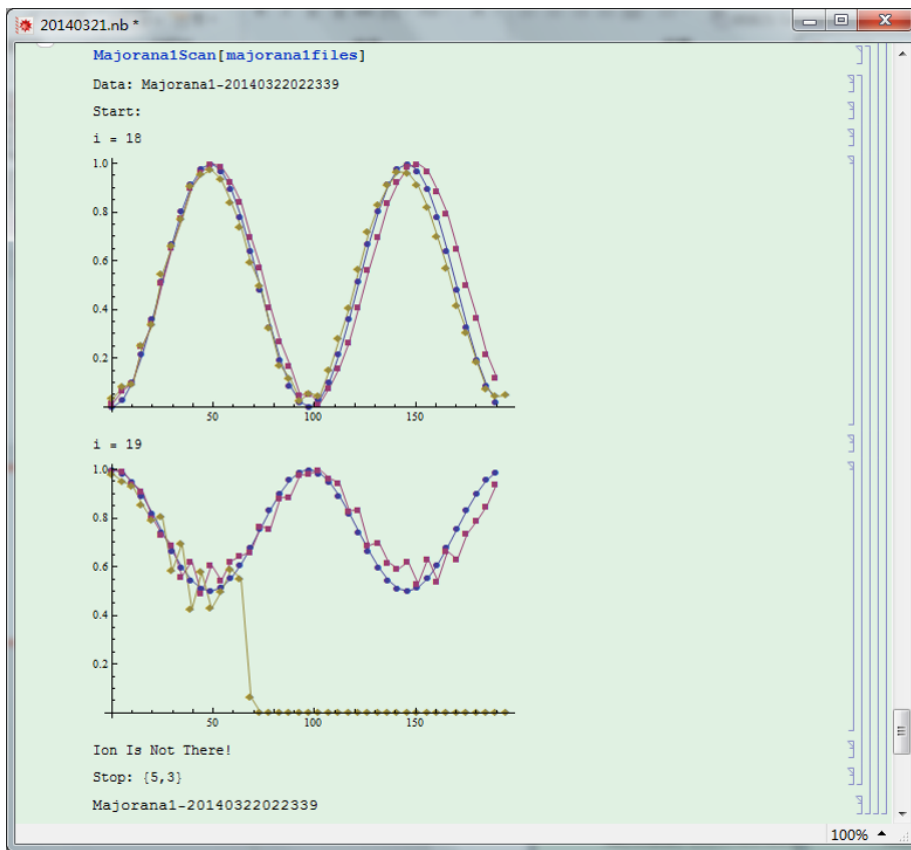 20140321.nb *
Majorana1Scan[majorana1files]
Data: Majorana1-20140322022339
Start:
i = 18
1.0
0.8
0.6
0.4
0.2
50 100 150
i = 19
1.0
0.8
0.6
0.4
0.2
50 100 150
Ion Is Not There!
Stop: {5,3}
Majorana1-20140322022339
100%